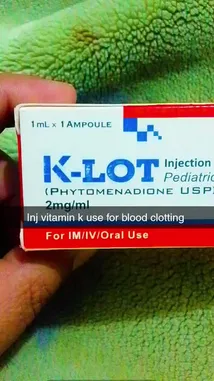 1 mL x 1 AMPOULE
K-LOT Injection
Pediatric
(PHYTOMENADIONE USP)
2mg/ml
Inj vitamin k use for blood clotting
For IM/IV/Oral Use